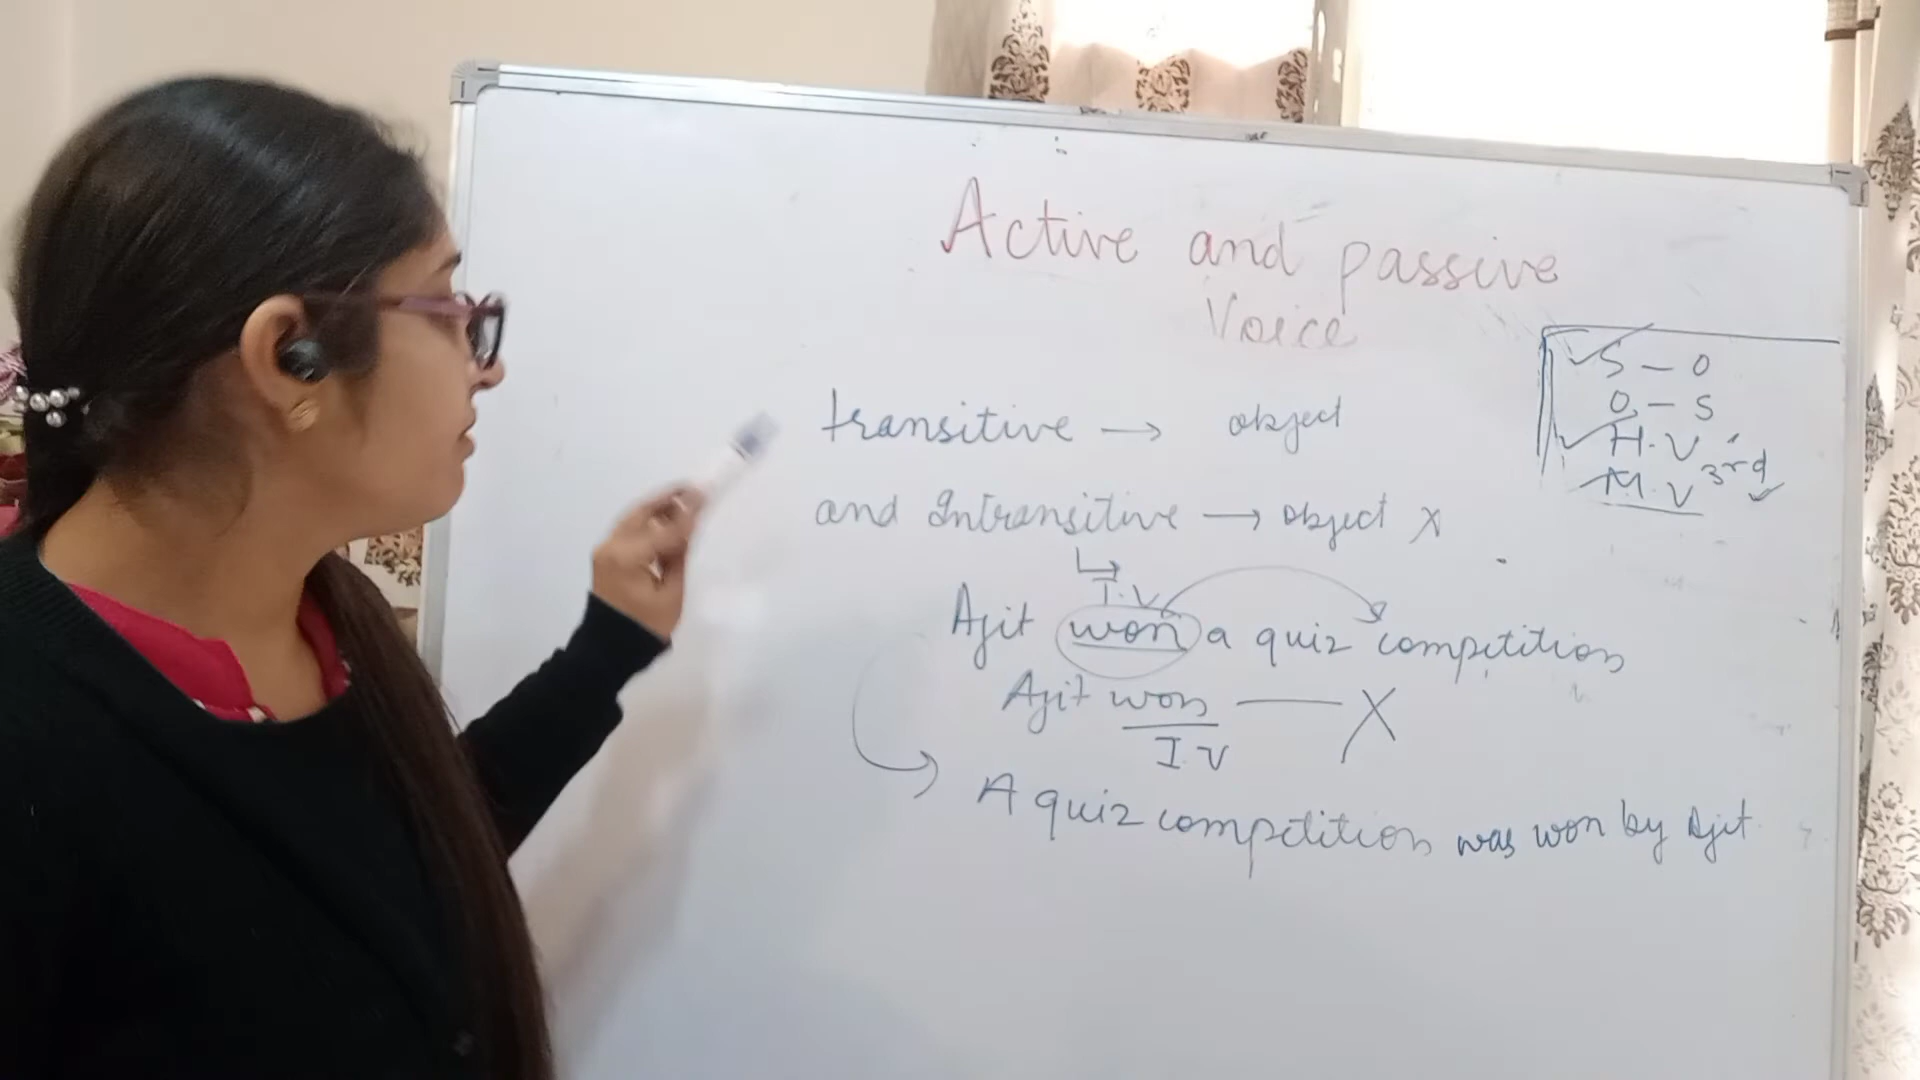 Active and passive
Voice
S - O
O - S
H.V
M.V 3rd
transitive → object
and Intransitive → object X
T.V
Ajit won a quiz competition
Ajit won — X
I.V
A quiz competition was won by Ajit